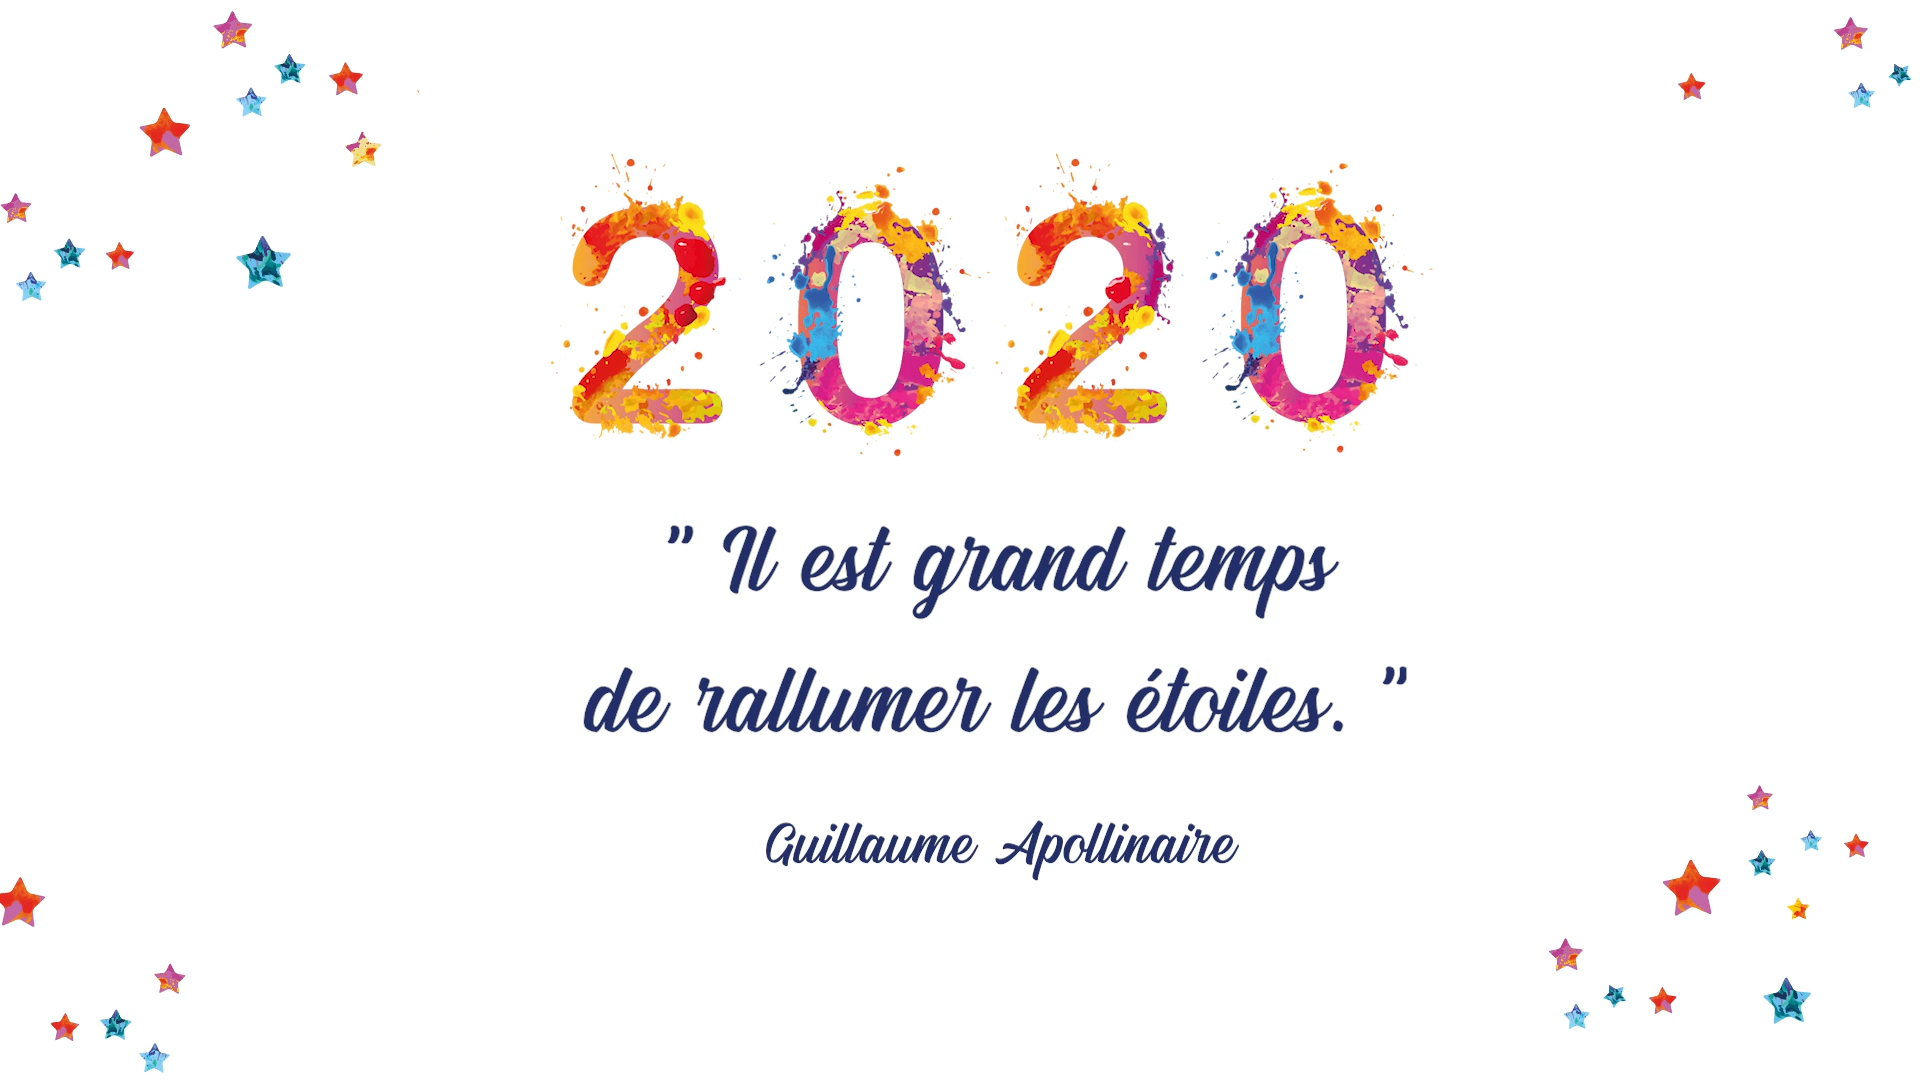 2020
” Il est grand temps
de rallumer les étoiles. ”
Guillaume Apollinaire